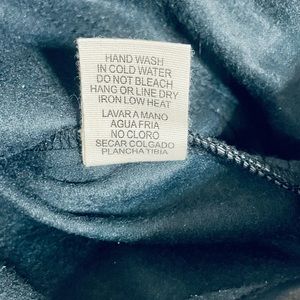 HAND WASH
IN COLD WATER
DO NOT BLEACH
HANG OR LINE DRY
IRON LOW HEAT
LAVAR A MANO
AGUA FRIA
NO CLORO
SECAR COLGADO
PLANCHA TIBIA